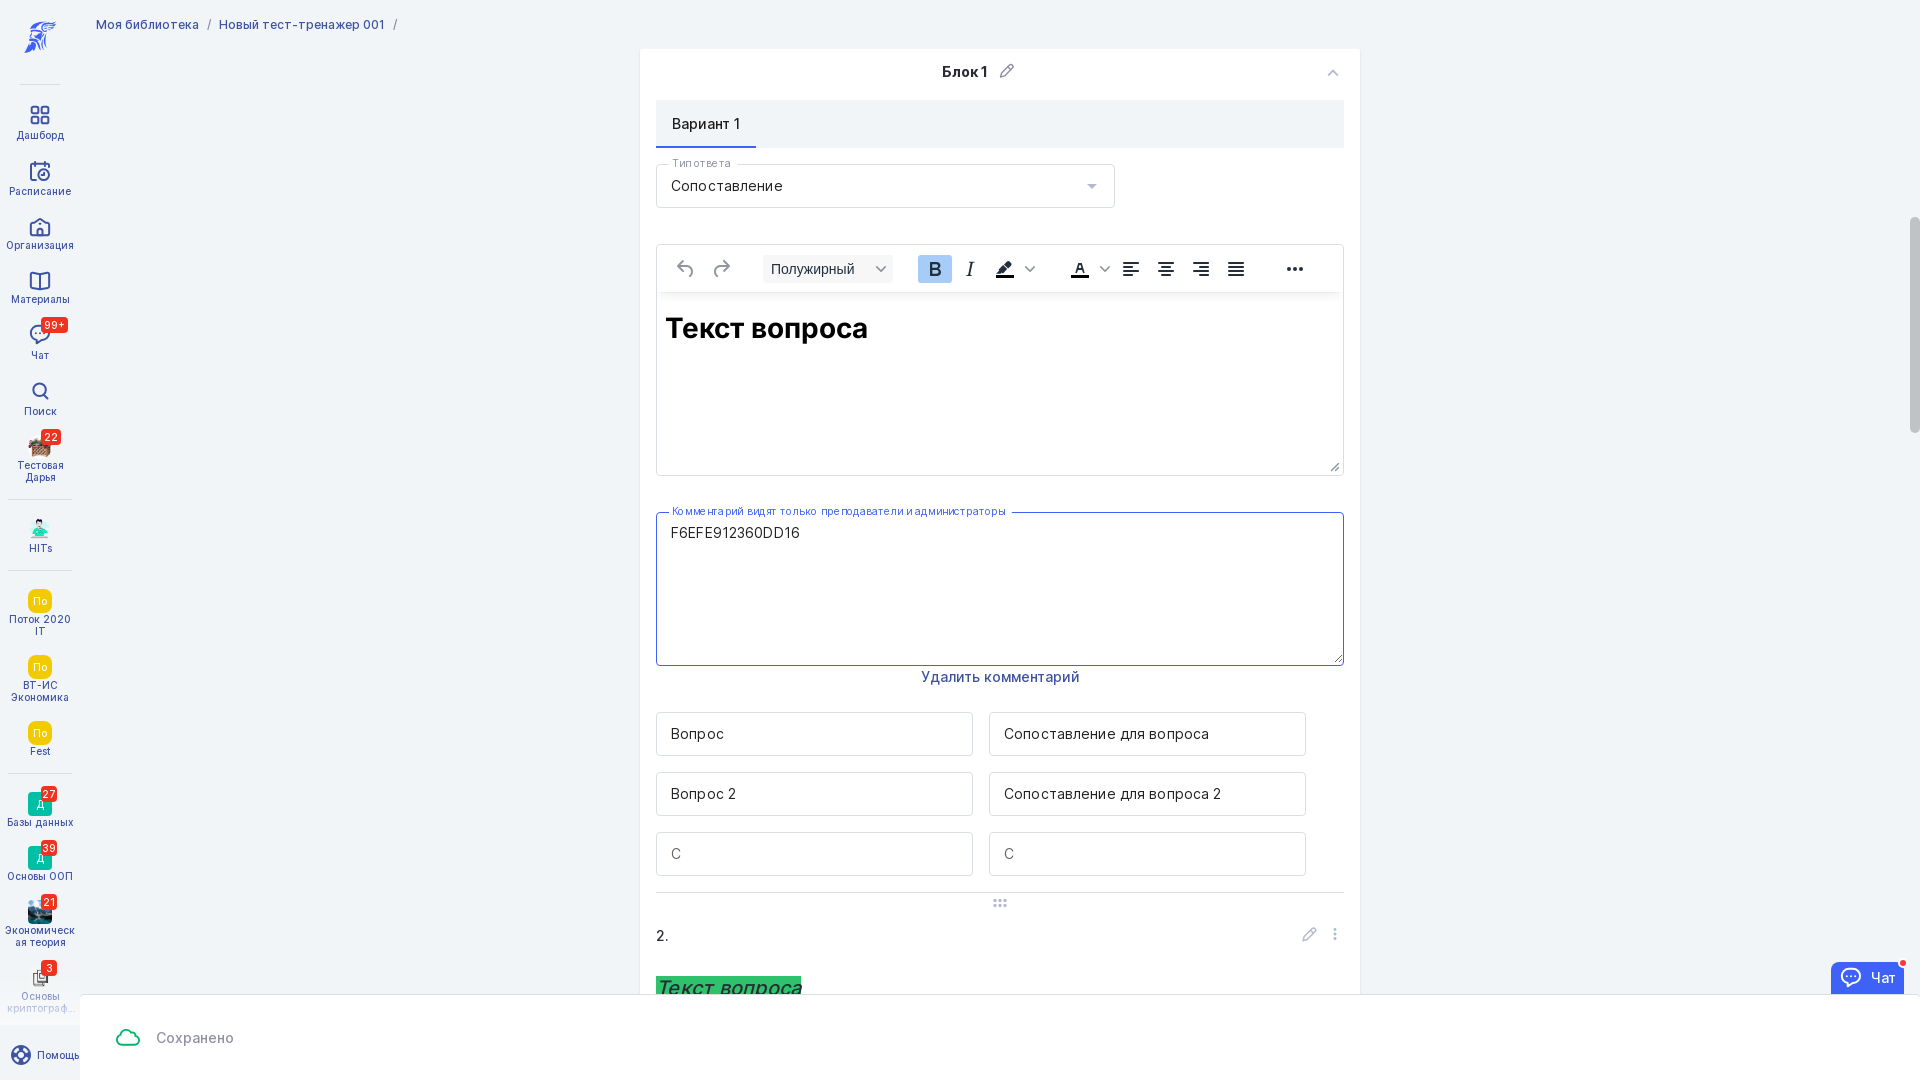 Моя библиотека / Новый тест-тренажер 001 /
Блок 1
Вариант 1
Тип ответа
Сопоставление
Полужирный
Текст вопроса
Комментарий видят только преподаватели и администраторы
F6EFE912360DD16
Удалить комментарий
Вопрос
Сопоставление для вопроса
Вопрос 2
Сопоставление для вопроса 2
С
С
2.
Текст вопроса
Дашборд
Расписание
Организация
Материалы
99+
Чат
Поиск
22
Тестовая
Дарья
HITs
По
Поток 2020
IT
По
ВТ-ИС
Экономика
По
Fest
27
Д
Базы данных
39
Д
Основы ООП
21
Экономическ
ая теория
3
Основы
криптограф...
Помощь
Сохранено
Чат